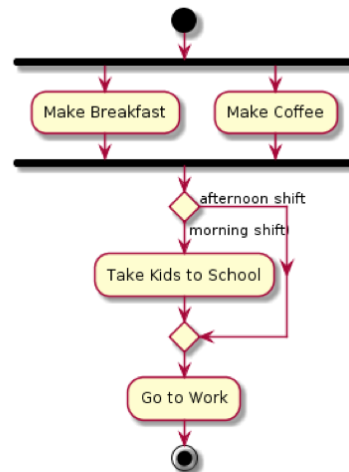 Make Breakfast
Make Coffee
afternoon shift
morning shift)
Take Kids to School
Go to Work